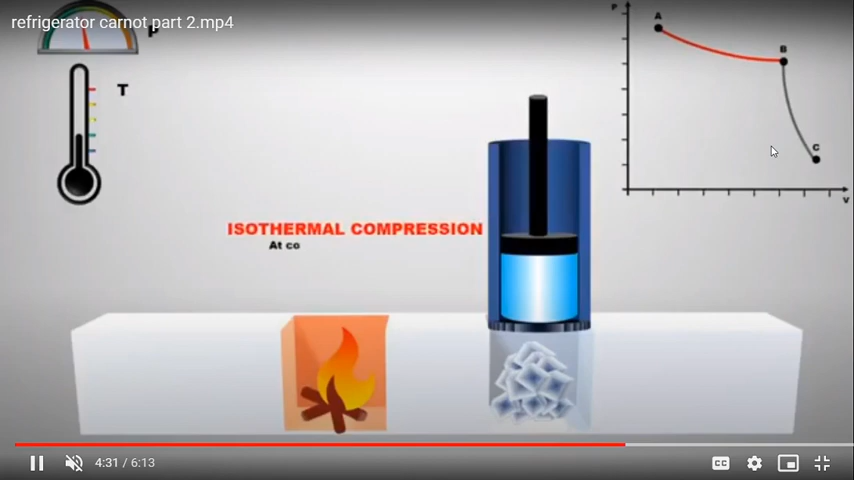 refrigerator carnot part 2.mp4
P
T
P
A
B
C
V
ISOTHERMAL COMPRESSION
At co
4:31 / 6:13
CC